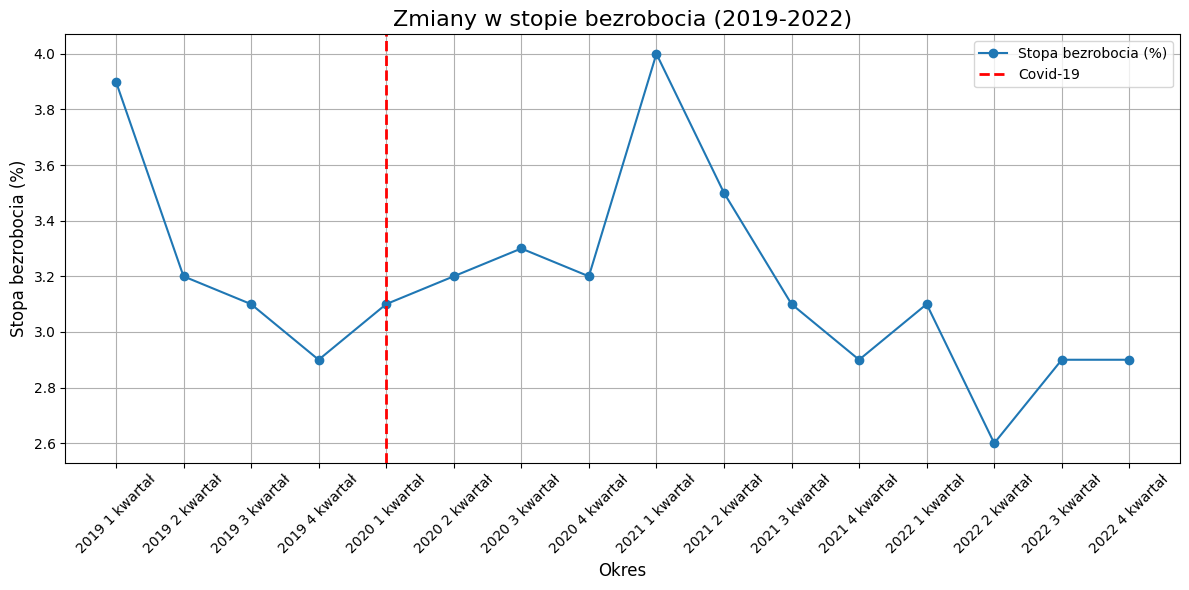 Zmiany w stopie bezrobocia (2019-2022)
Stopa bezrobocia (%)
Covid-19
Stopa bezrobocia (%)
4.0
3.8
3.6
3.4
3.2
3.0
2.8
2.6
2019 1 kwartał
2019 2 kwartał
2019 3 kwartał
2019 4 kwartał
2020 1 kwartał
2020 2 kwartał
2020 3 kwartał
2020 4 kwartał
2021 1 kwartał
2021 2 kwartał
2021 3 kwartał
2021 4 kwartał
2022 1 kwartał
2022 2 kwartał
2022 3 kwartał
2022 4 kwartał
Okres